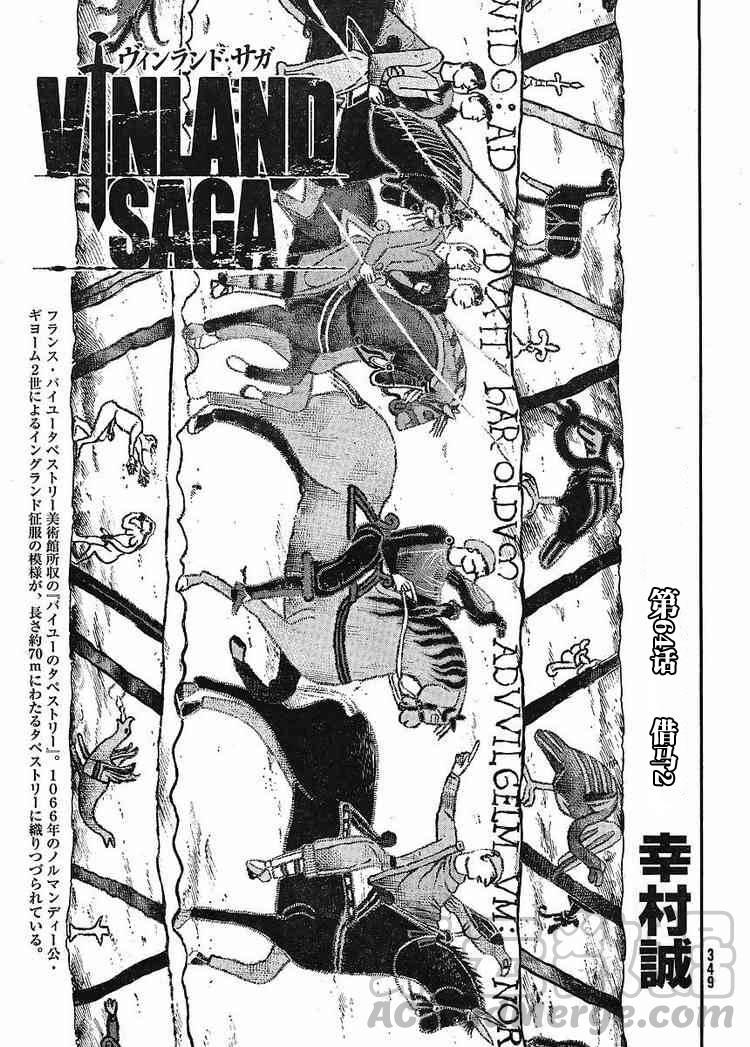 ヴィンランド・サガ
VINLAND
SAGA
WIDO: AD
DVXIT hAROLDVM
AD VVILGELMVM: NOR
第64话 借马2
幸村誠
フランス・バイユータペストリー美術館所収の『バイユーのタペストリー』。1066年のノルマンディー公・
ギヨーム2世によるイングランド征服の模様が、長さ約70mにわたるタペストリーに織りつづられている。
349
Acmerge.com